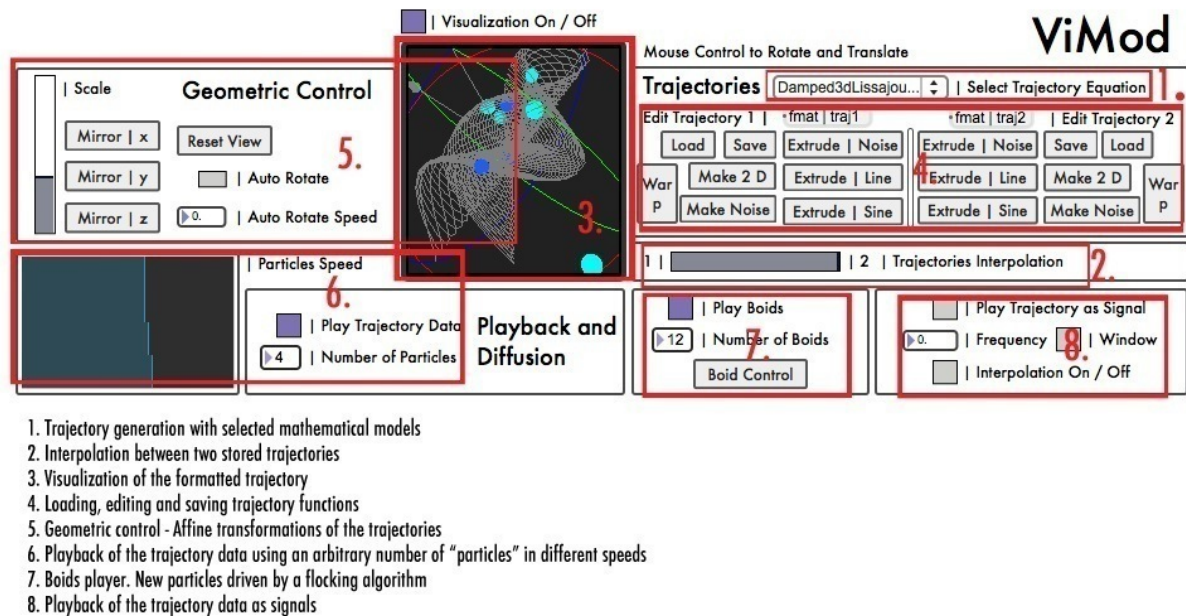 | Visualization On / Off
ViMod
Mouse Control to Rotate and Translate
| Scale
Geometric Control
Trajectories
Damped3dLissajou...
| Select Trajectory Equation
1.
Edit Trajectory 1 |
fmat | traj1
fmat | traj2
| Edit Trajectory 2
Mirror | x
Reset View
Load
Save
Extrude | Noise
Extrude | Noise
Save
Load
5.
4.
Mirror | y
| Auto Rotate
War
p
Make 2 D
Extrude | Line
Extrude | Line
Make 2 D
War
p
Mirror | z
0.
| Auto Rotate Speed
3.
Make Noise
Extrude | Sine
Extrude | Sine
Make Noise
| Particles Speed
1 |
| 2 | Trajectories Interpolation
2.
6.
| Play Trajectory Data
4
| Number of Particles
Playback and
Diffusion
| Play Boids
12
| Number of Boids
7.
Boid Control
| Play Trajectory as Signal
0.
| Frequency
8.
| Window
| Interpolation On / Off
1. Trajectory generation with selected mathematical models
2. Interpolation between two stored trajectories
3. Visualization of the formatted trajectory
4. Loading, editing and saving trajectory functions
5. Geometric control - Affine transformations of the trajectories
6. Playback of the trajectory data using an arbitrary number of “particles” in different speeds
7. Boids player. New particles driven by a flocking algorithm
8. Playback of the trajectory data as signals